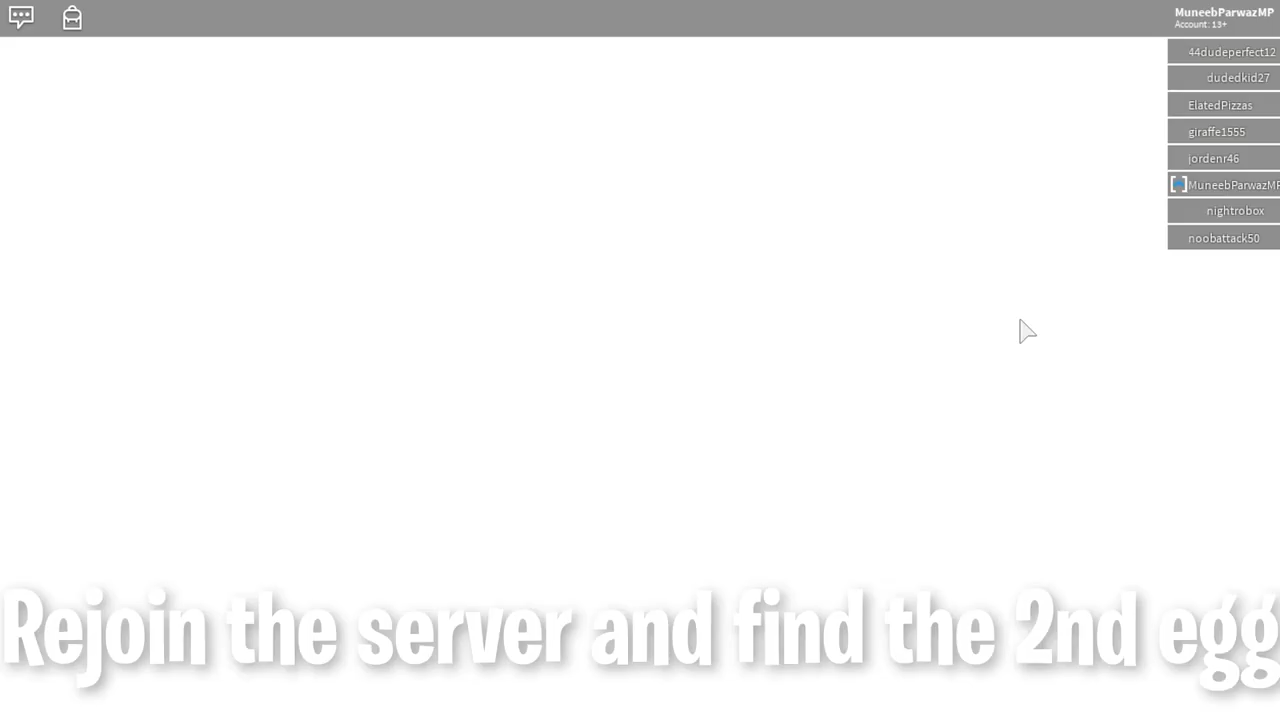 MuneebParwazMP
Account: 13+
44dudeperfect12
dudedkid27
ElatedPizzas
giraffe1555
jordenr46
MuneebParwazMP
nightrobox
noobattack50
Rejoin the server and find the 2nd egg